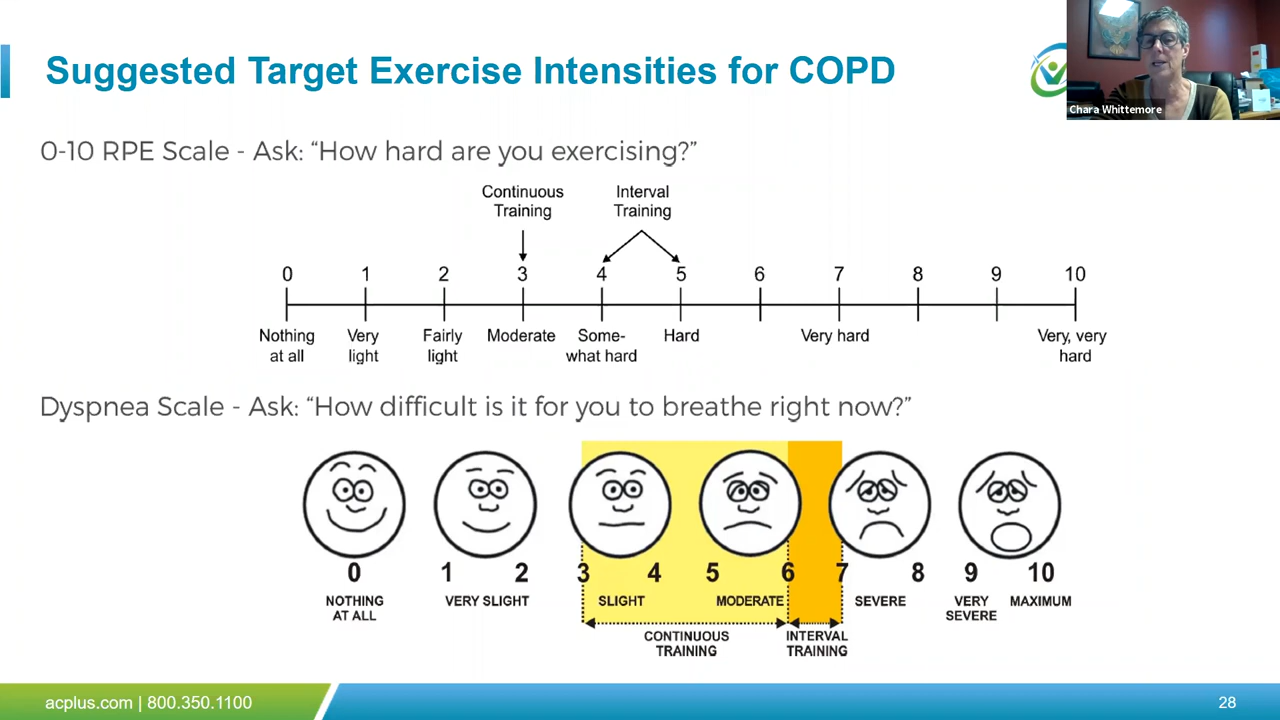 Suggested Target Exercise Intensities for COPD
Chara Whittemore
0-10 RPE Scale - Ask: “How hard are you exercising?”
Continuous
Training
Interval
Training
0 1 2 3 4 5 6 7 8 9 10
Nothing
at all
Very
light
Fairly
light
Moderate
Some-
what hard
Hard
Very hard
Very, very
hard
Dyspnea Scale - Ask: “How difficult is it for you to breathe right now?”
0 1 2 3 4 5 6 7 8 9 10
NOTHING
AT ALL
VERY SLIGHT
SLIGHT
MODERATE
SEVERE
VERY
SEVERE
MAXIMUM
CONTINUOUS
TRAINING
INTERVAL
TRAINING
acplus.com | 800.350.1100
28